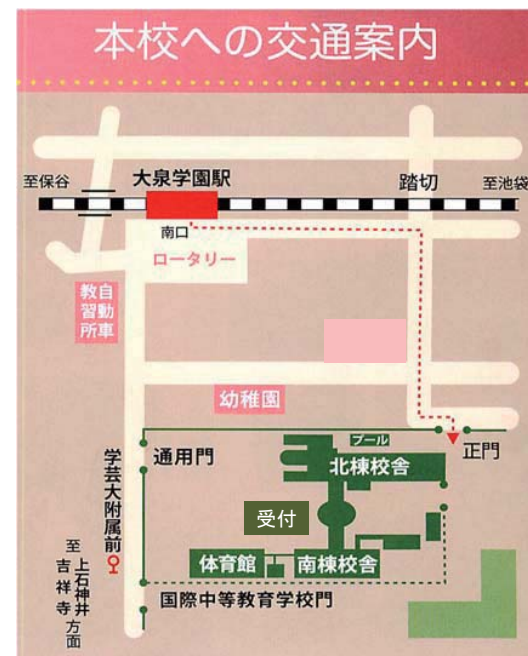 本校への交通案内
至保谷
大泉学園駅
踏切
至池袋
南口
ロータリー
自動車
教習所
幼稚園
プール
正門
通用門
北棟校舎
学芸大附属前
受付
体育館
南棟校舎
国際中等教育学校門
至
上石神井
吉祥寺
方面